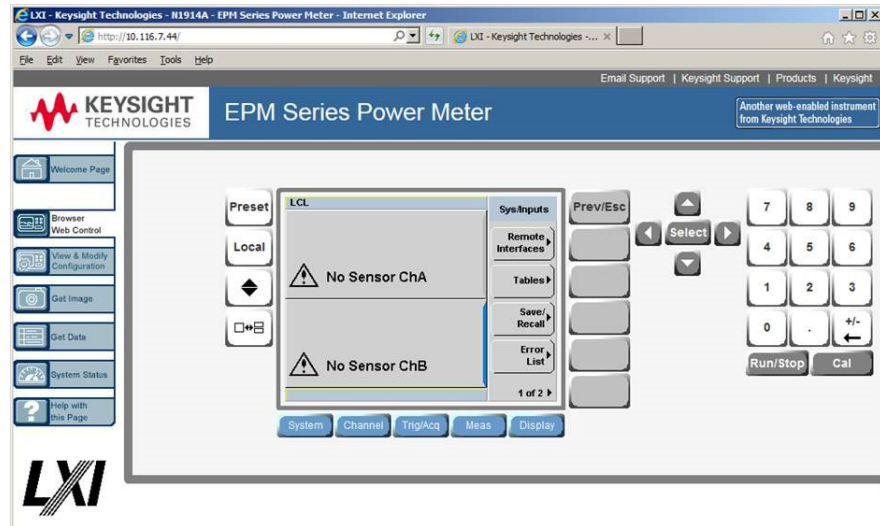 LXI - Keysight Technologies - N1914A - EPM Series Power Meter - Internet Explorer
http://10.116.7.44/
LXI - Keysight Technologies -...
File Edit View Favorites Tools Help
Email Support | Keysight Support | Products | Keysight
KEYSIGHT
TECHNOLOGIES
EPM Series Power Meter
Another web-enabled instrument
from Keysight Technologies
Welcome Page
Browser
Web Control
View & Modify
Configuration
Get Image
Get Data
System Status
Help with
this Page
LXI
Preset
Local
LCL
No Sensor ChA
No Sensor ChB
Sys/Inputs
Remote
Interfaces
Tables
Save/
Recall
Error
List
1 of 2
Prev/Esc
Select
7 8 9
4 5 6
1 2 3
0 . +/-
Run/Stop Cal
System Channel Trig/Acq Meas Display